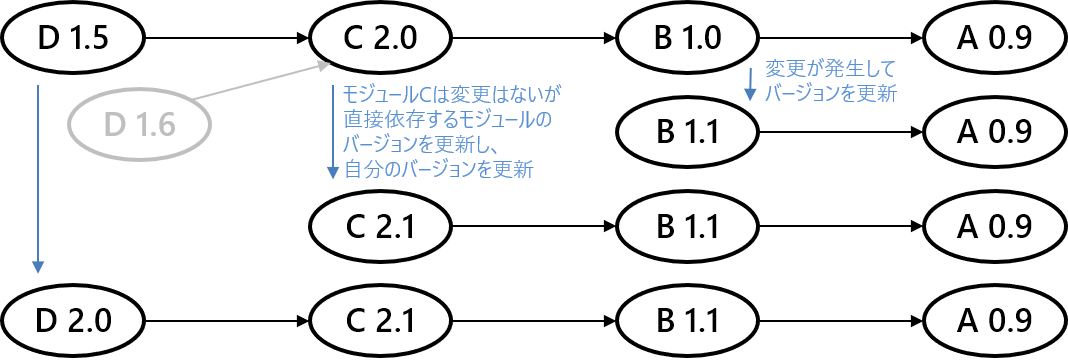 D 1.5
C 2.0
B 1.0
A 0.9
D 1.6
モジュールCは変更はないが
直接依存するモジュールの
バージョンを更新し、
自分のバージョンを更新
変更が発生して
バージョンを更新
B 1.1
A 0.9
C 2.1
B 1.1
A 0.9
D 2.0
C 2.1
B 1.1
A 0.9